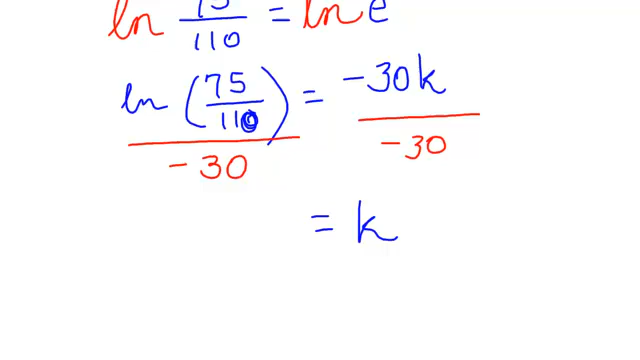 ln 75/110 = ln e
ln (75/110) = -30k
-30 -30
= k